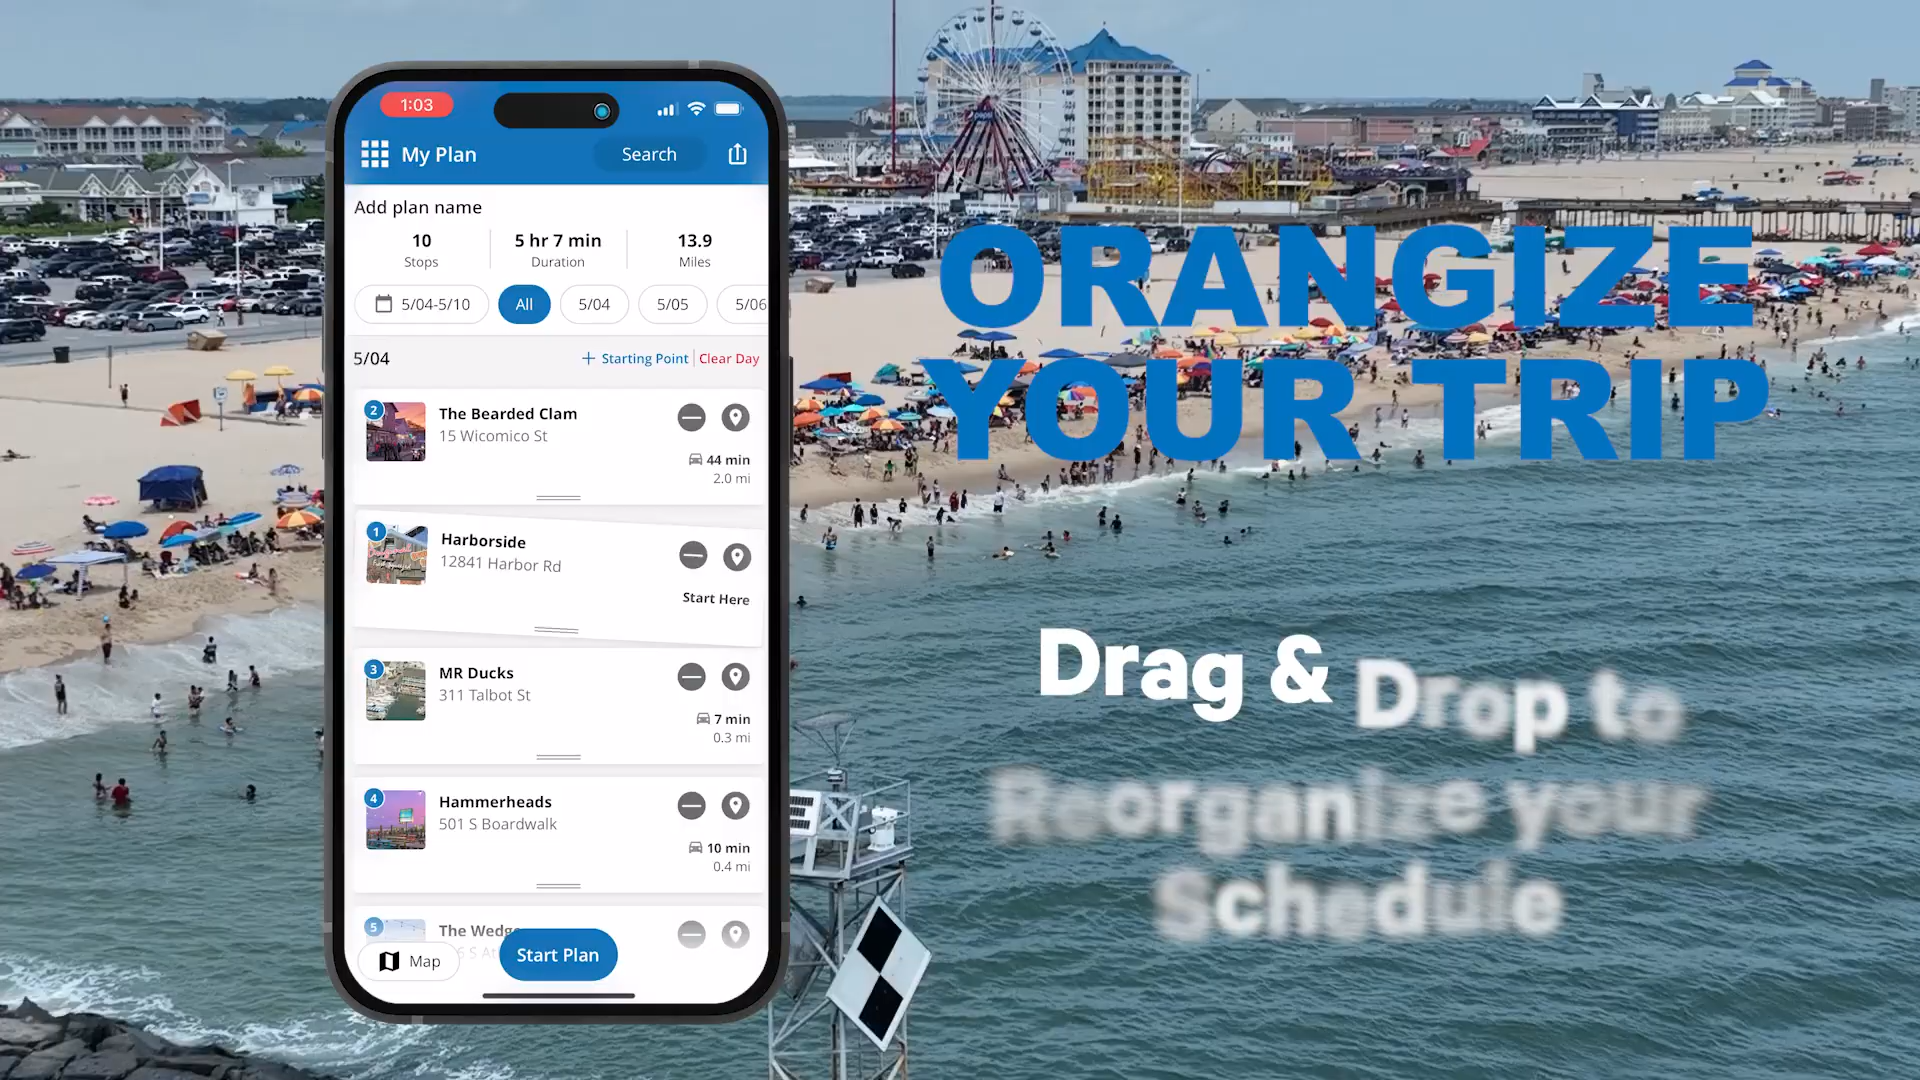 1:03
My Plan
Search
Add plan name
10
Stops
5 hr 7 min
Duration
13.9
Miles
5/04-5/10
All
5/04
5/05
5/06
5/04
+ Starting Point
Clear Day
2
The Bearded Clam
15 Wicomico St
44 min
2.0 mi
1
Harborside
12841 Harbor Rd
Start Here
3
MR Ducks
311 Talbot St
7 min
0.3 mi
4
Hammerheads
501 S Boardwalk
10 min
0.4 mi
5
The
Map
Start Plan
ORANGIZE
YOUR TRIP
Drag & Drop to
Reorganize your
Schedule